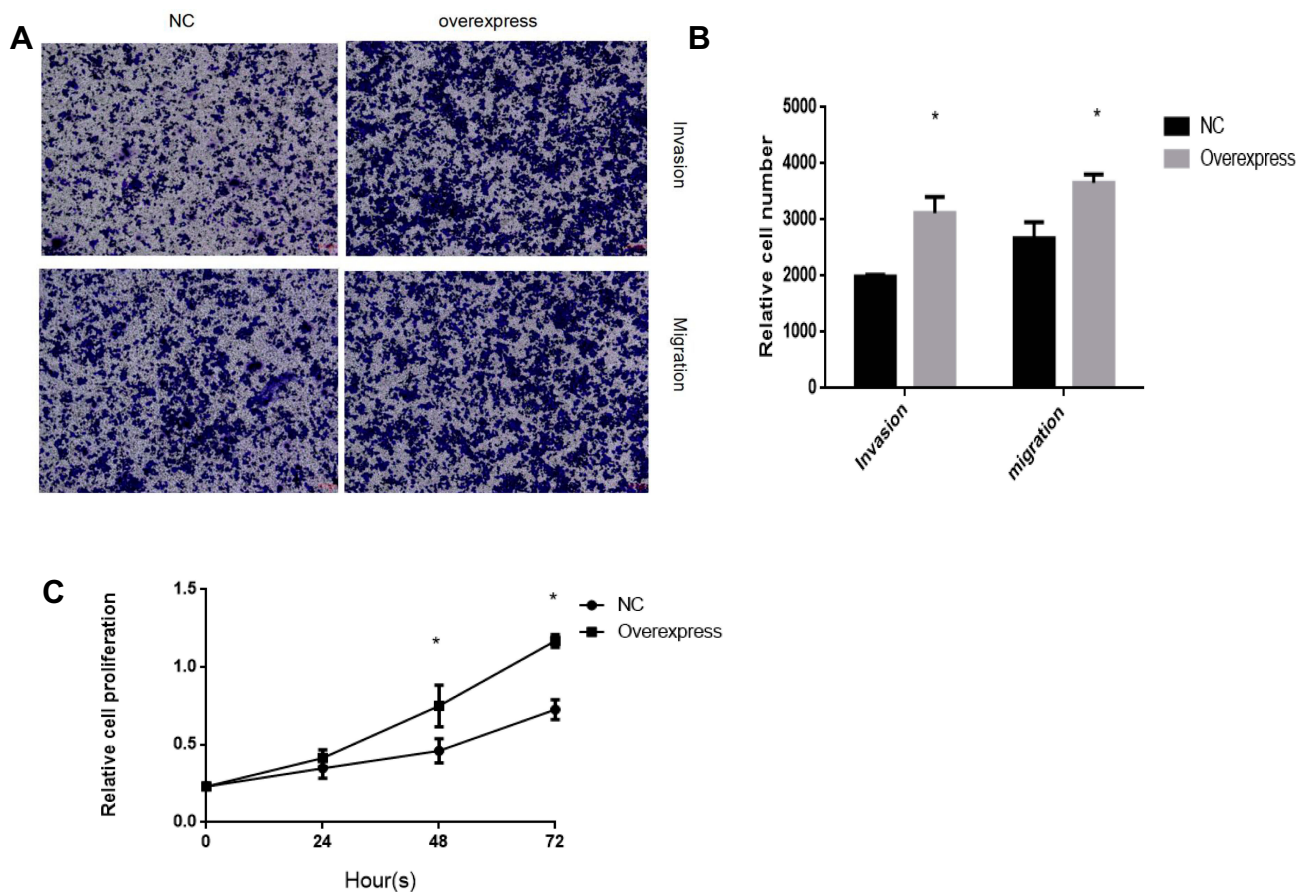 A
NC
overexpress
Invasion
Migration
B
Relative cell number
5000
4000
3000
2000
1000
0
*
*
Invasion
migration
NC
Overexpress
C
Relative cell proliferation
1.5
1.0
0.5
0.0
*
*
0
24
48
72
Hour(s)
NC
Overexpress